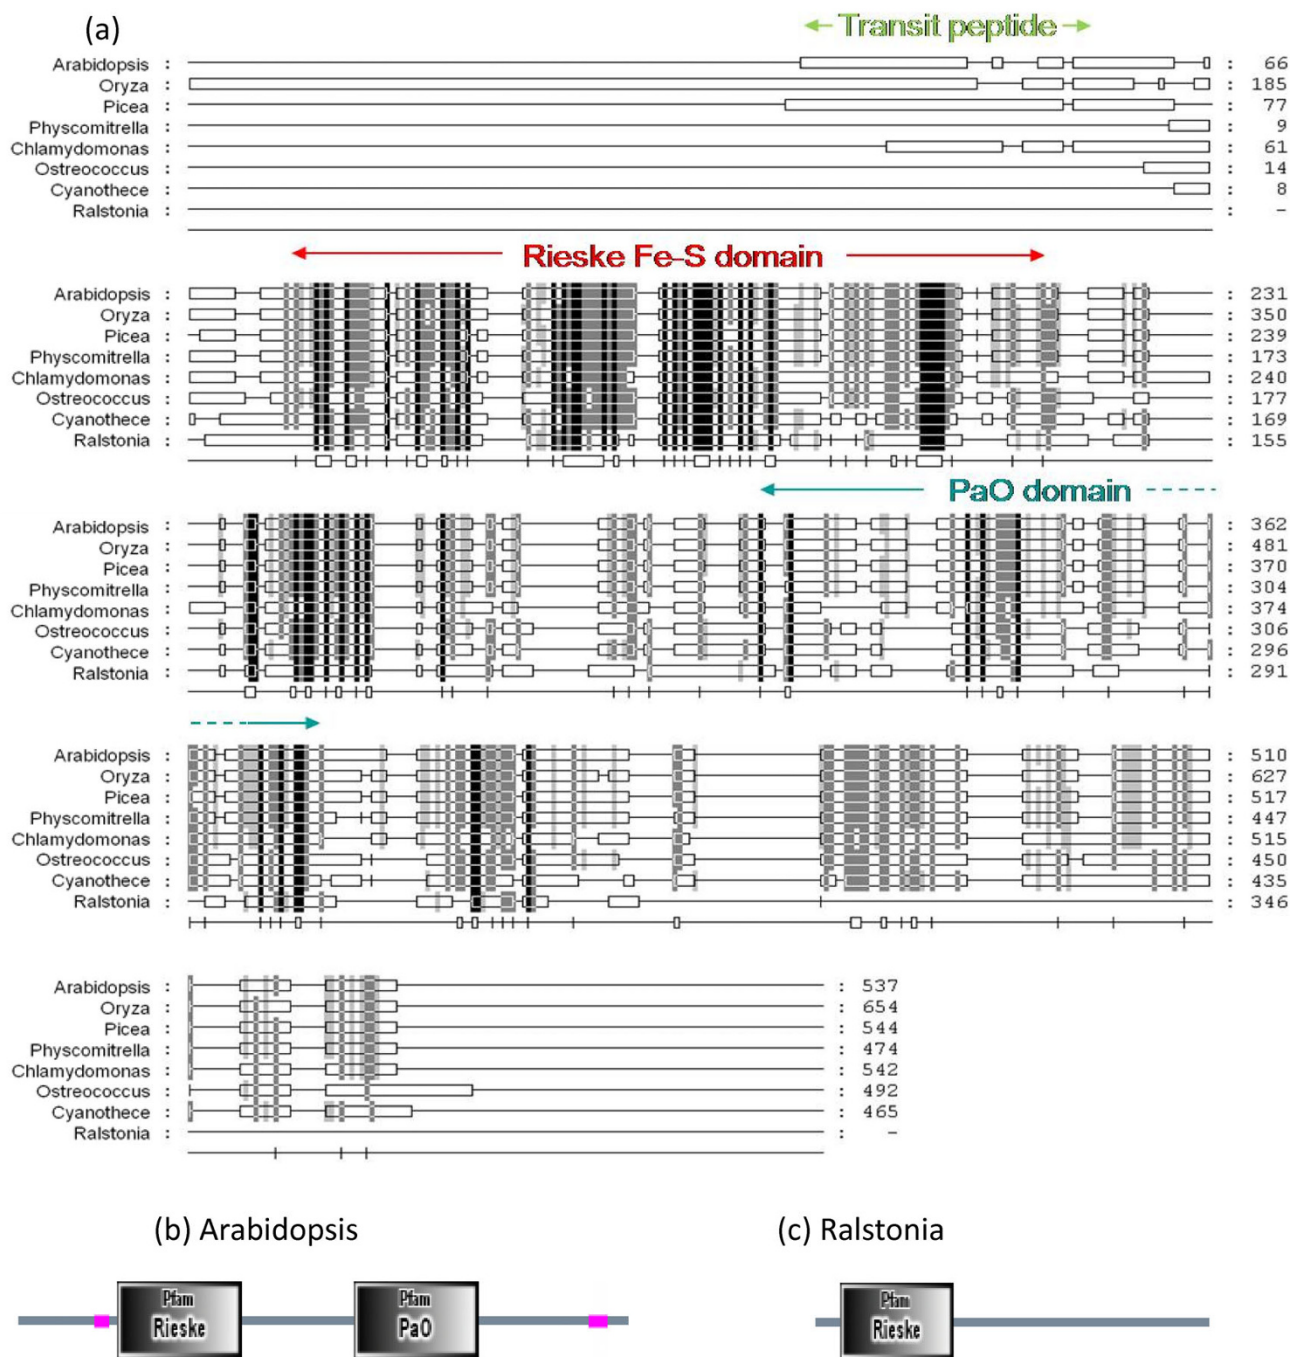 (a)
Transit peptide
Arabidopsis : : 66
Oryza : : 185
Picea : : 77
Physcomitrella : : 9
Chlamydomonas : : 61
Ostreococcus : : 14
Cyanothece : : 8
Ralstonia : : -
Rieske Fe-S domain
Arabidopsis : : 231
Oryza : : 350
Picea : : 239
Physcomitrella : : 173
Chlamydomonas : : 240
Ostreococcus : : 177
Cyanothece : : 169
Ralstonia : : 155
PaO domain
Arabidopsis : : 362
Oryza : : 481
Picea : : 370
Physcomitrella : : 304
Chlamydomonas : : 374
Ostreococcus : : 306
Cyanothece : : 296
Ralstonia : : 291
Arabidopsis : : 510
Oryza : : 627
Picea : : 517
Physcomitrella : : 447
Chlamydomonas : : 515
Ostreococcus : : 450
Cyanothece : : 435
Ralstonia : : 346
Arabidopsis : : 537
Oryza : : 654
Picea : : 544
Physcomitrella : : 474
Chlamydomonas : : 542
Ostreococcus : : 492
Cyanothece : : 465
Ralstonia : : -
(b) Arabidopsis
(c) Ralstonia
Pfam
Rieske
Pfam
PaO
Pfam
Rieske